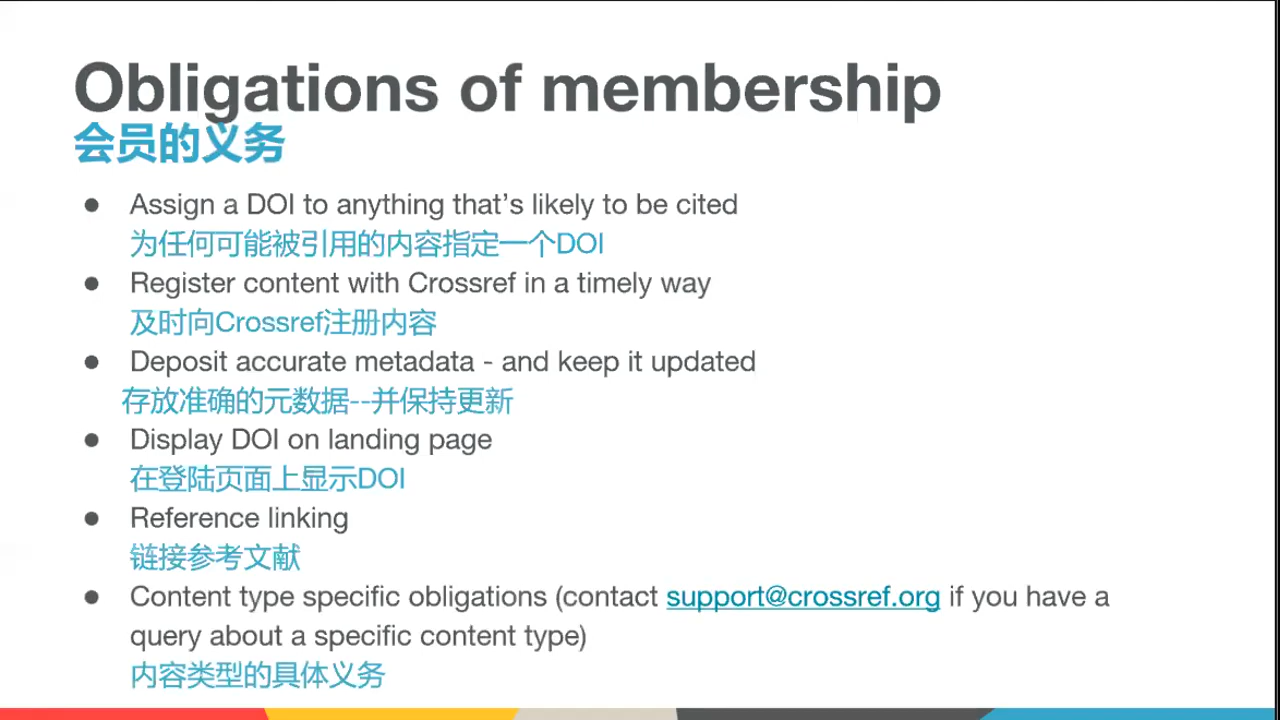 Obligations of membership
会员的义务
● Assign a DOI to anything that’s likely to be cited
为任何可能被引用的内容指定一个DOI
● Register content with Crossref in a timely way
及时向Crossref注册内容
● Deposit accurate metadata - and keep it updated
存放准确的元数据--并保持更新
● Display DOI on landing page
在登陆页面上显示DOI
● Reference linking
链接参考文献
● Content type specific obligations (contact support@crossref.org if you have a
query about a specific content type)
内容类型的具体义务